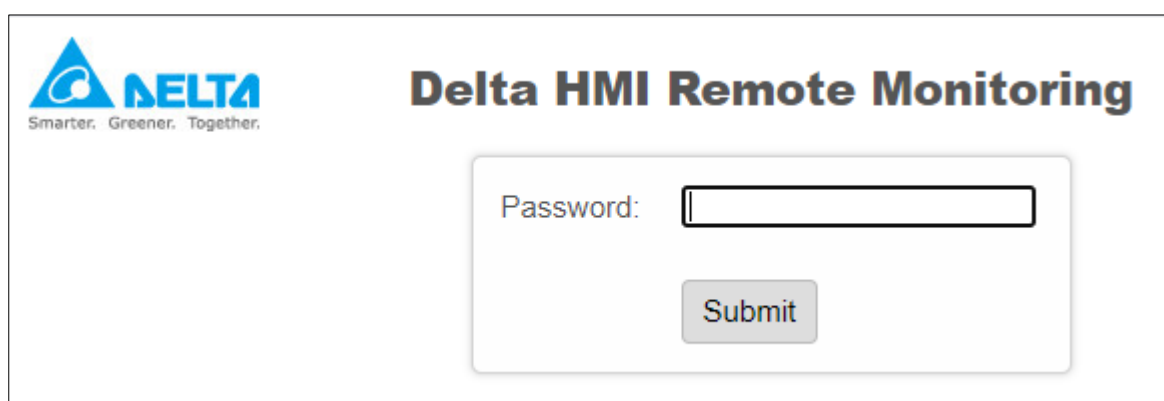 DELTA
Smarter. Greener. Together.
Delta HMI Remote Monitoring
Password:
Submit